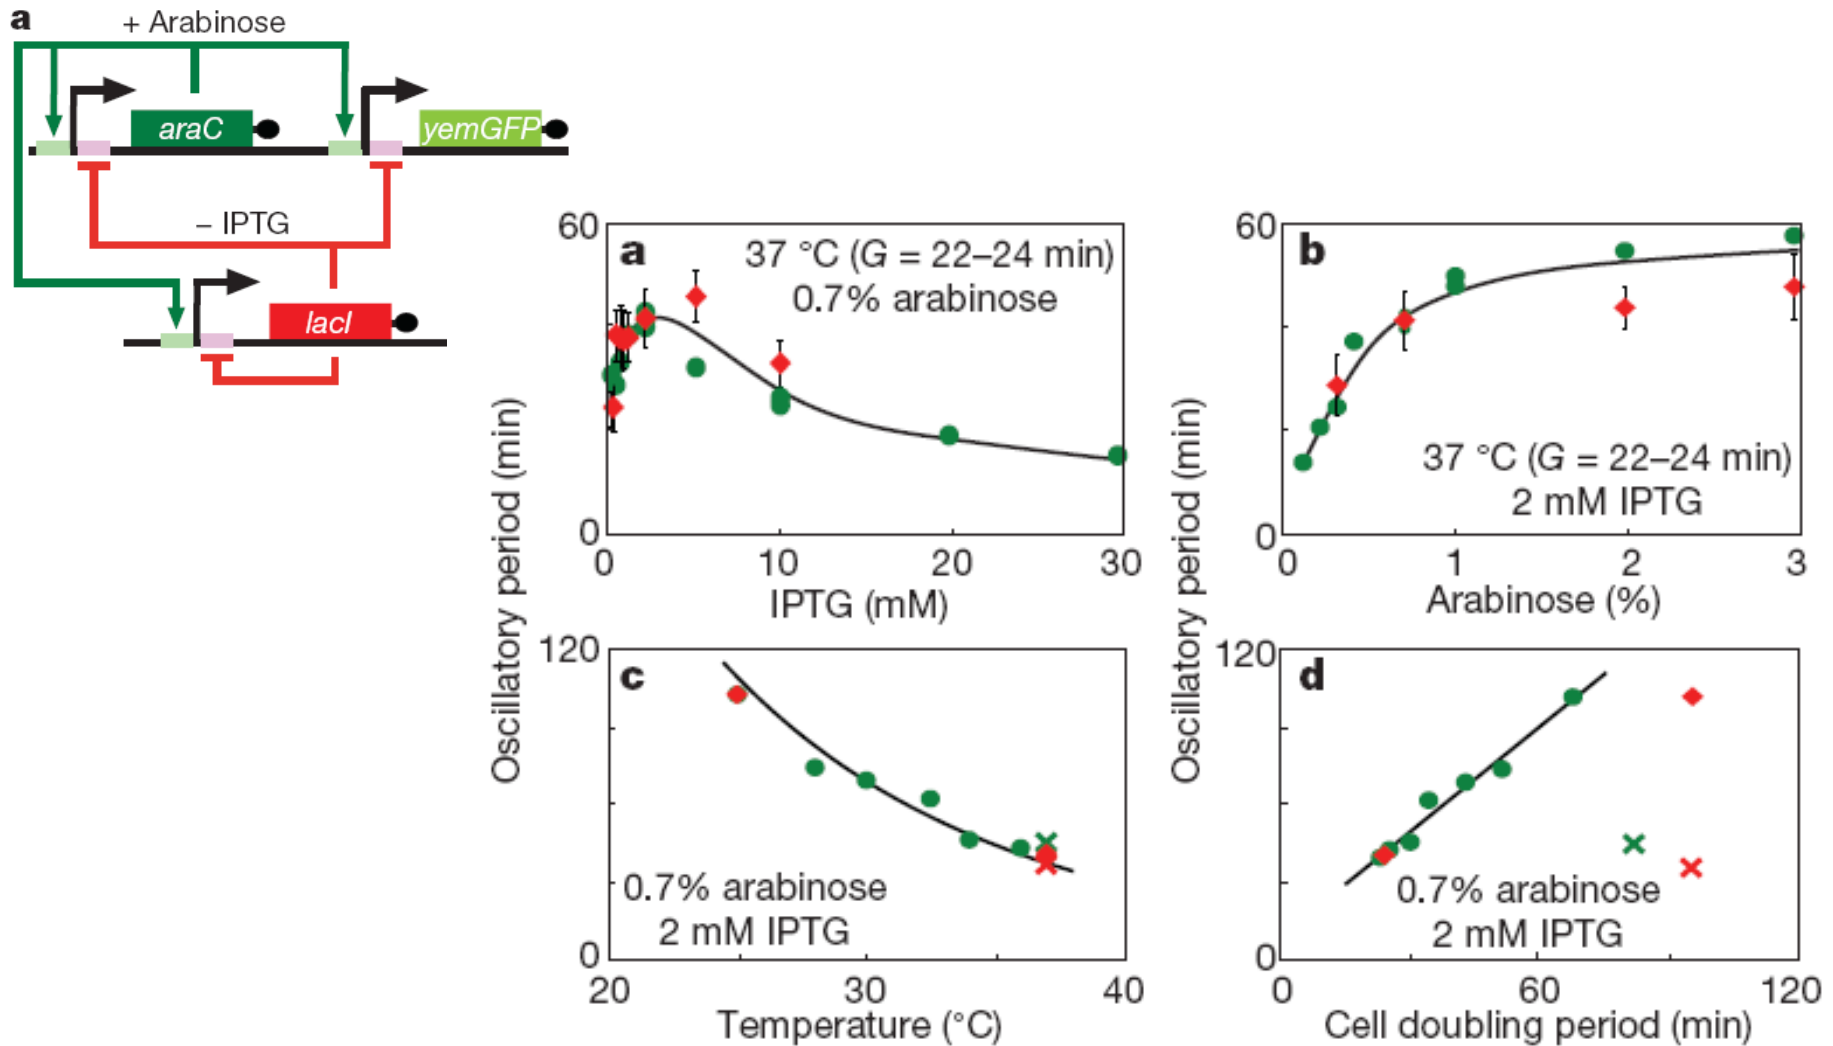 a
+ Arabinose
araC
yemGFP
– IPTG
lacI
Oscillatory period (min)
60
0
a
37 °C (G = 22–24 min)
0.7% arabinose
0
10
20
30
IPTG (mM)
Oscillatory period (min)
60
0
b
37 °C (G = 22–24 min)
2 mM IPTG
0
1
2
3
Arabinose (%)
120
0
c
0.7% arabinose
2 mM IPTG
20
30
40
Temperature (°C)
120
0
d
0.7% arabinose
2 mM IPTG
0
60
120
Cell doubling period (min)